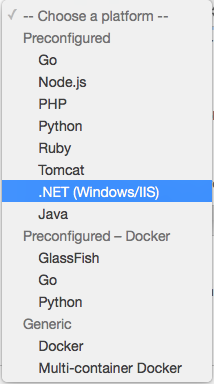 ✓ -- Choose a platform --
Preconfigured
Go
Node.js
PHP
Python
Ruby
Tomcat
.NET (Windows/IIS)
Java
Preconfigured – Docker
GlassFish
Go
Python
Generic
Docker
Multi-container Docker